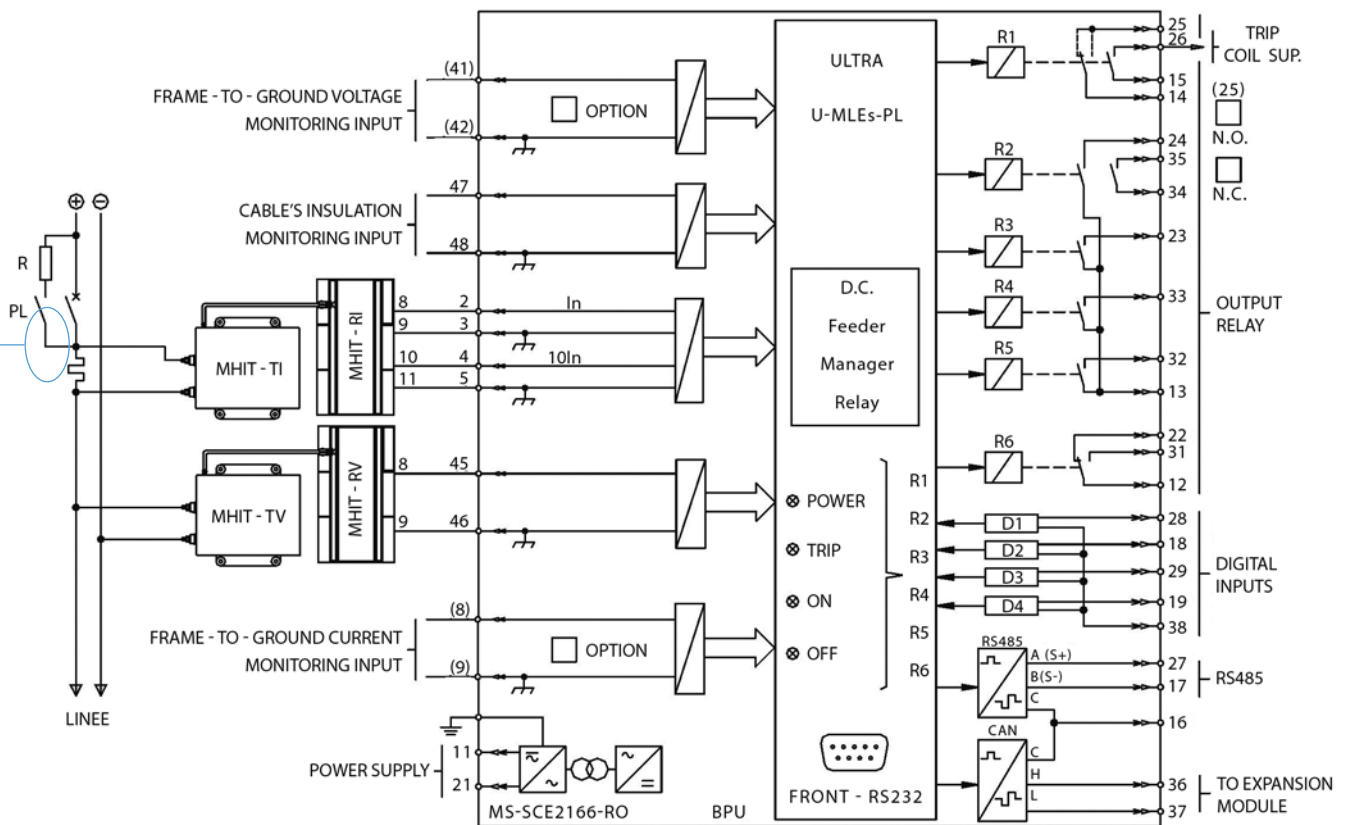 FRAME - TO - GROUND VOLTAGE
MONITORING INPUT
(41)
(42)
OPTION
CABLE'S INSULATION
MONITORING INPUT
47
48
R
PL
LINEE
MHIT - TI
MHIT - RI
8
9
10
11
2
3
4
5
In
10In
MHIT - TV
MHIT - RV
8
9
45
46
FRAME - TO - GROUND CURRENT
MONITORING INPUT
(8)
(9)
OPTION
POWER SUPPLY
11
21
MS-SCE2166-RO
BPU
ULTRA
U-MLEs-PL
D.C.
Feeder
Manager
Relay
POWER
TRIP
ON
OFF
R1
R2
R3
R4
R5
R6
FRONT - RS232
R1
R2
R3
R4
R5
R6
D1
D2
D3
D4
RS485
A (S+)
B(S-)
C
CAN
C
H
L
25
26
15
14
24
35
34
23
33
32
13
22
31
12
28
18
29
19
38
27
17
16
36
37
TRIP
COIL SUP.
(25)
N.O.
N.C.
OUTPUT
RELAY
DIGITAL
INPUTS
RS485
TO EXPANSION
MODULE